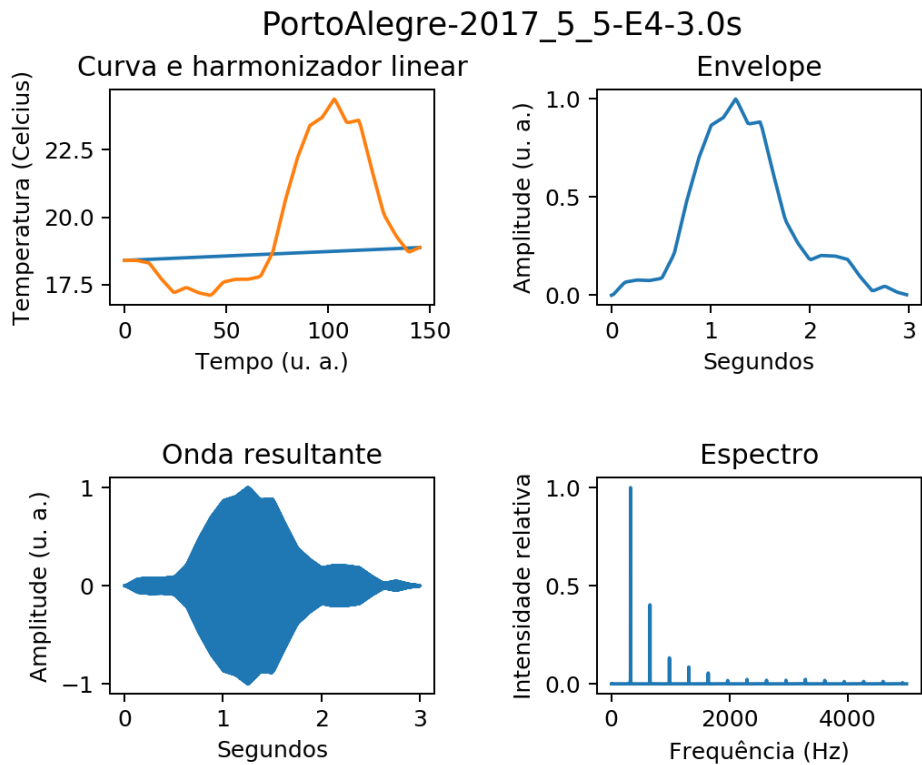 PortoAlegre-2017_5_5-E4-3.0s
Curva e harmonizador linear
Temperatura (Celcius)
22.5
20.0
17.5
0 50 100 150
Tempo (u. a.)
Envelope
Amplitude (u. a.)
1.0
0.5
0.0
0 1 2 3
Segundos
Onda resultante
Amplitude (u. a.)
1
0
−1
0 1 2 3
Segundos
Espectro
Intensidade relativa
1.0
0.5
0.0
0 2000 4000
Frequência (Hz)